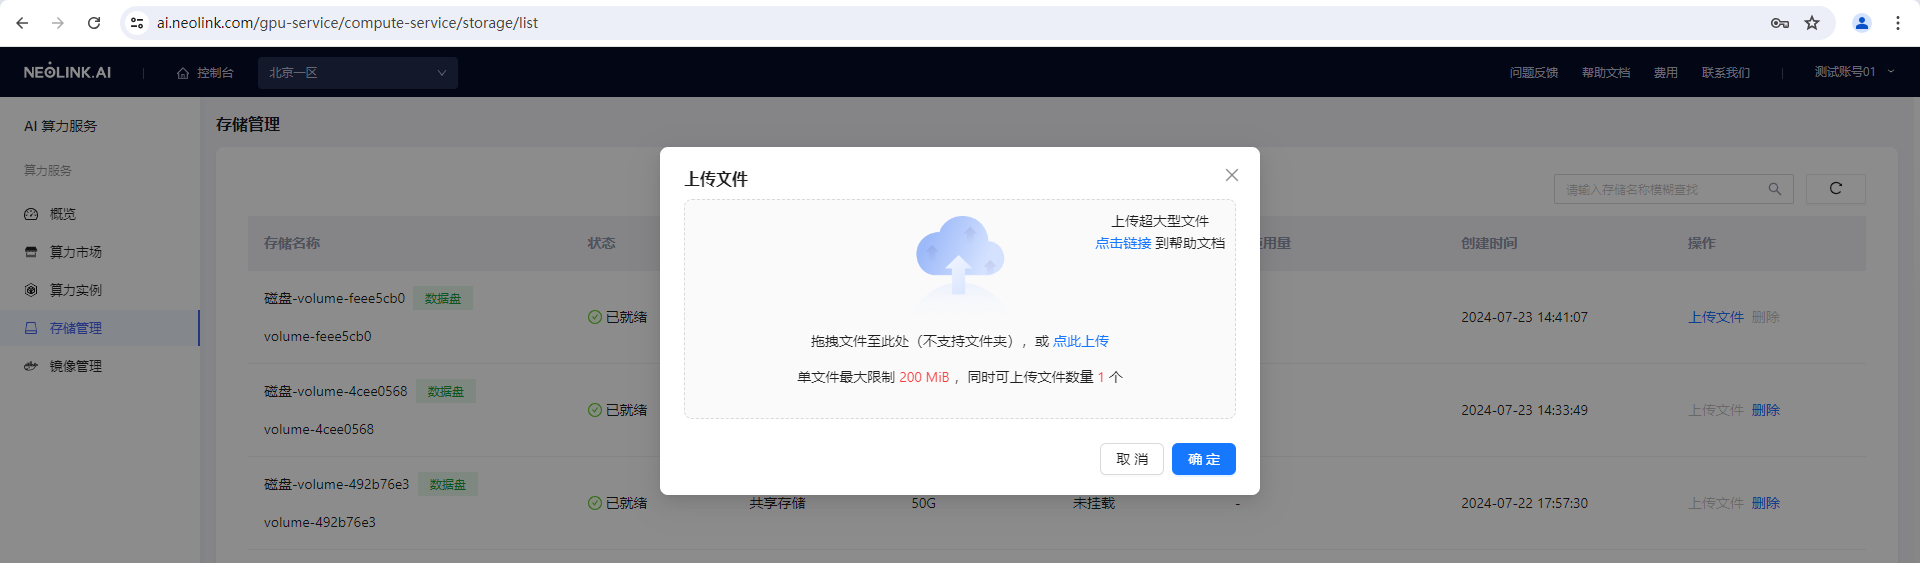 ai.neolink.com/gpu-service/compute-service/storage/list
NEOLINK.AI
控制台
北京一区
问题反馈
帮助文档
费用
联系我们
测试账号01
AI 算力服务
算力服务
概览
算力市场
算力实例
存储管理
镜像管理
存储管理
请输入存储名称模糊查找
存储名称
状态
用量
创建时间
操作
磁盘-volume-feee5cb0
数据盘
volume-feee5cb0
已就绪
2024-07-23 14:41:07
上传文件 删除
磁盘-volume-4cee0568
数据盘
volume-4cee0568
已就绪
2024-07-23 14:33:49
上传文件 删除
磁盘-volume-492b76e3
数据盘
volume-492b76e3
已就绪
共享存储
50G
未挂载
-
2024-07-22 17:57:30
上传文件 删除
上传文件
上传超大型文件
点击链接 到帮助文档
拖拽文件至此处（不支持文件夹），或 点此上传
单文件最大限制 200 MiB ，同时可上传文件数量 1 个
取 消
确 定